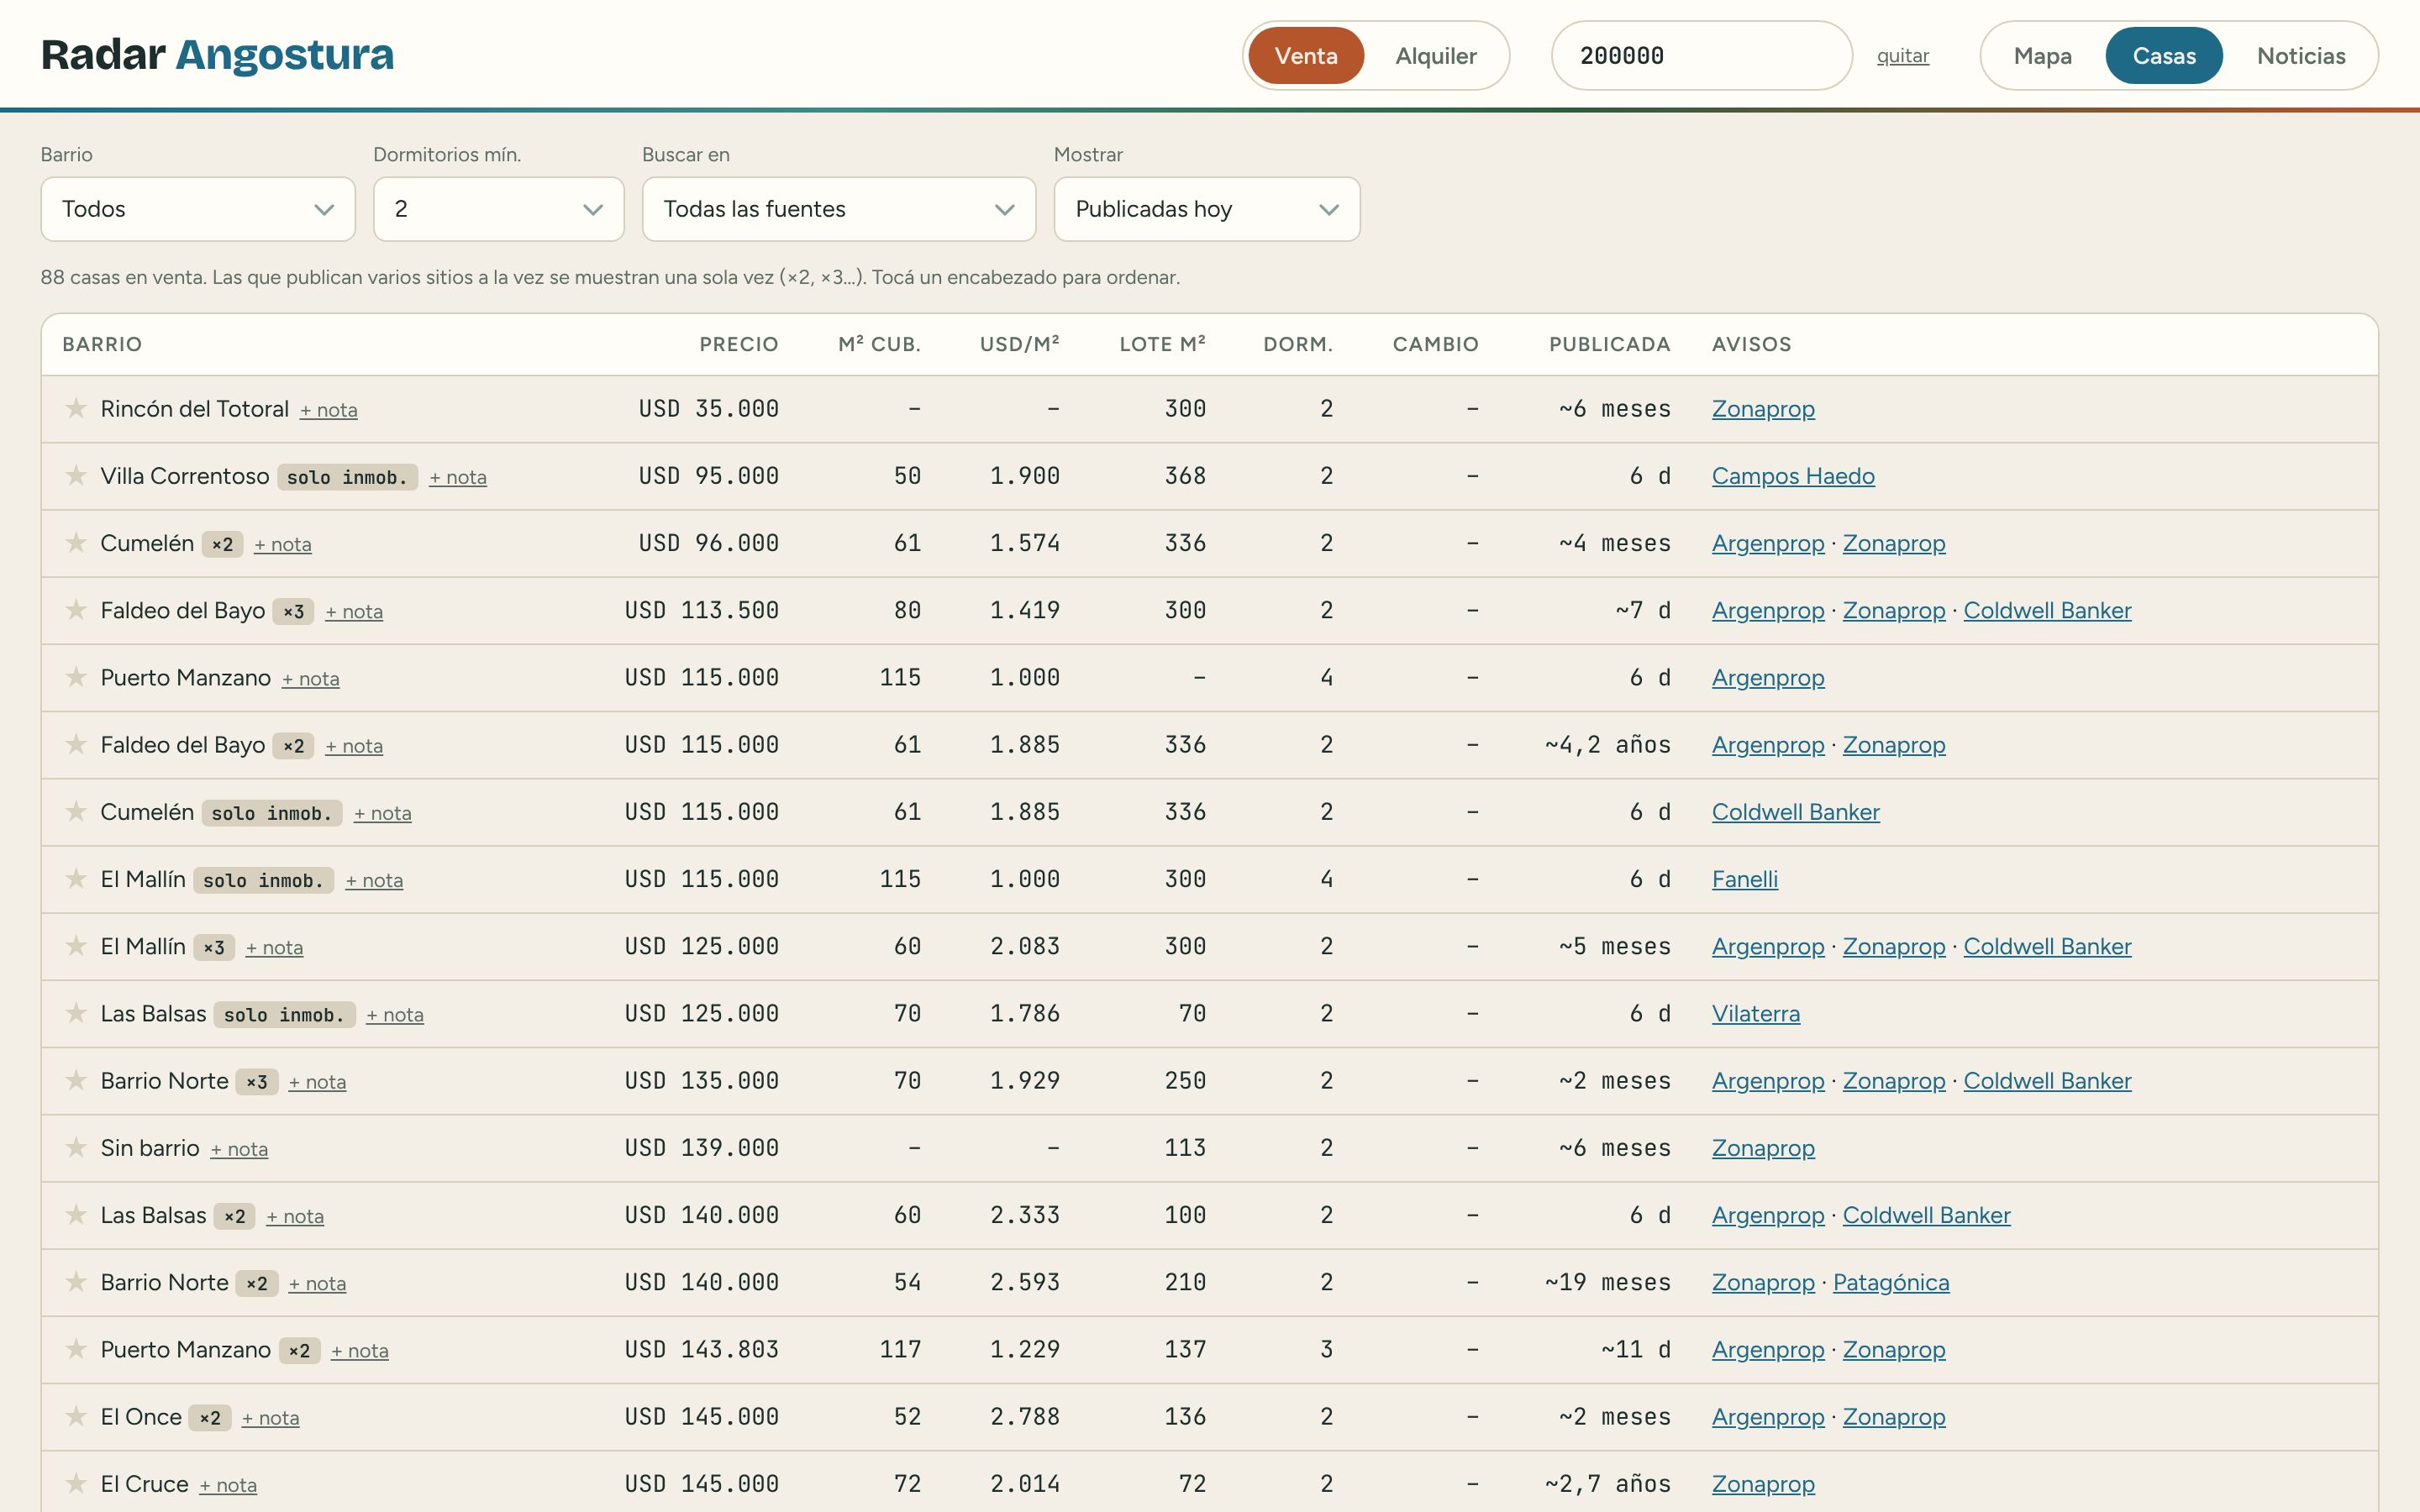 Radar Angostura Venta Alquiler 200000 quitar Mapa Casas Noticias
Barrio Dormitorios mín. Buscar en Mostrar
Todos 2 Todas las fuentes Publicadas hoy
88 casas en venta. Las que publican varios sitios a la vez se muestran una sola vez (×2, ×3...). Tocá un encabezado para ordenar.
BARRIO PRECIO M² CUB. USD/M² LOTE M² DORM. CAMBIO PUBLICADA AVISOS
★ Rincón del Totoral + nota USD 35.000 – – 300 2 – ~6 meses Zonaprop
★ Villa Correntoso solo inmob. + nota USD 95.000 50 1.900 368 2 – 6 d Campos Haedo
★ Cumelén ×2 + nota USD 96.000 61 1.574 336 2 – ~4 meses Argenprop · Zonaprop
★ Faldeo del Bayo ×3 + nota USD 113.500 80 1.419 300 2 – ~7 d Argenprop · Zonaprop · Coldwell Banker
★ Puerto Manzano + nota USD 115.000 115 1.000 – 4 – 6 d Argenprop
★ Faldeo del Bayo ×2 + nota USD 115.000 61 1.885 336 2 – ~4,2 años Argenprop · Zonaprop
★ Cumelén solo inmob. + nota USD 115.000 61 1.885 336 2 – 6 d Coldwell Banker
★ El Mallín solo inmob. + nota USD 115.000 115 1.000 300 4 – 6 d Fanelli
★ El Mallín ×3 + nota USD 125.000 60 2.083 300 2 – ~5 meses Argenprop · Zonaprop · Coldwell Banker
★ Las Balsas solo inmob. + nota USD 125.000 70 1.786 70 2 – 6 d Vilaterra
★ Barrio Norte ×3 + nota USD 135.000 70 1.929 250 2 – ~2 meses Argenprop · Zonaprop · Coldwell Banker
★ Sin barrio + nota USD 139.000 – – 113 2 – ~6 meses Zonaprop
★ Las Balsas ×2 + nota USD 140.000 60 2.333 100 2 – 6 d Argenprop · Coldwell Banker
★ Barrio Norte ×2 + nota USD 140.000 54 2.593 210 2 – ~19 meses Zonaprop · Patagónica
★ Puerto Manzano ×2 + nota USD 143.803 117 1.229 137 3 – ~11 d Argenprop · Zonaprop
★ El Once ×2 + nota USD 145.000 52 2.788 136 2 – ~2 meses Argenprop · Zonaprop
★ El Cruce + nota USD 145.000 72 2.014 72 2 – ~2,7 años Zonaprop